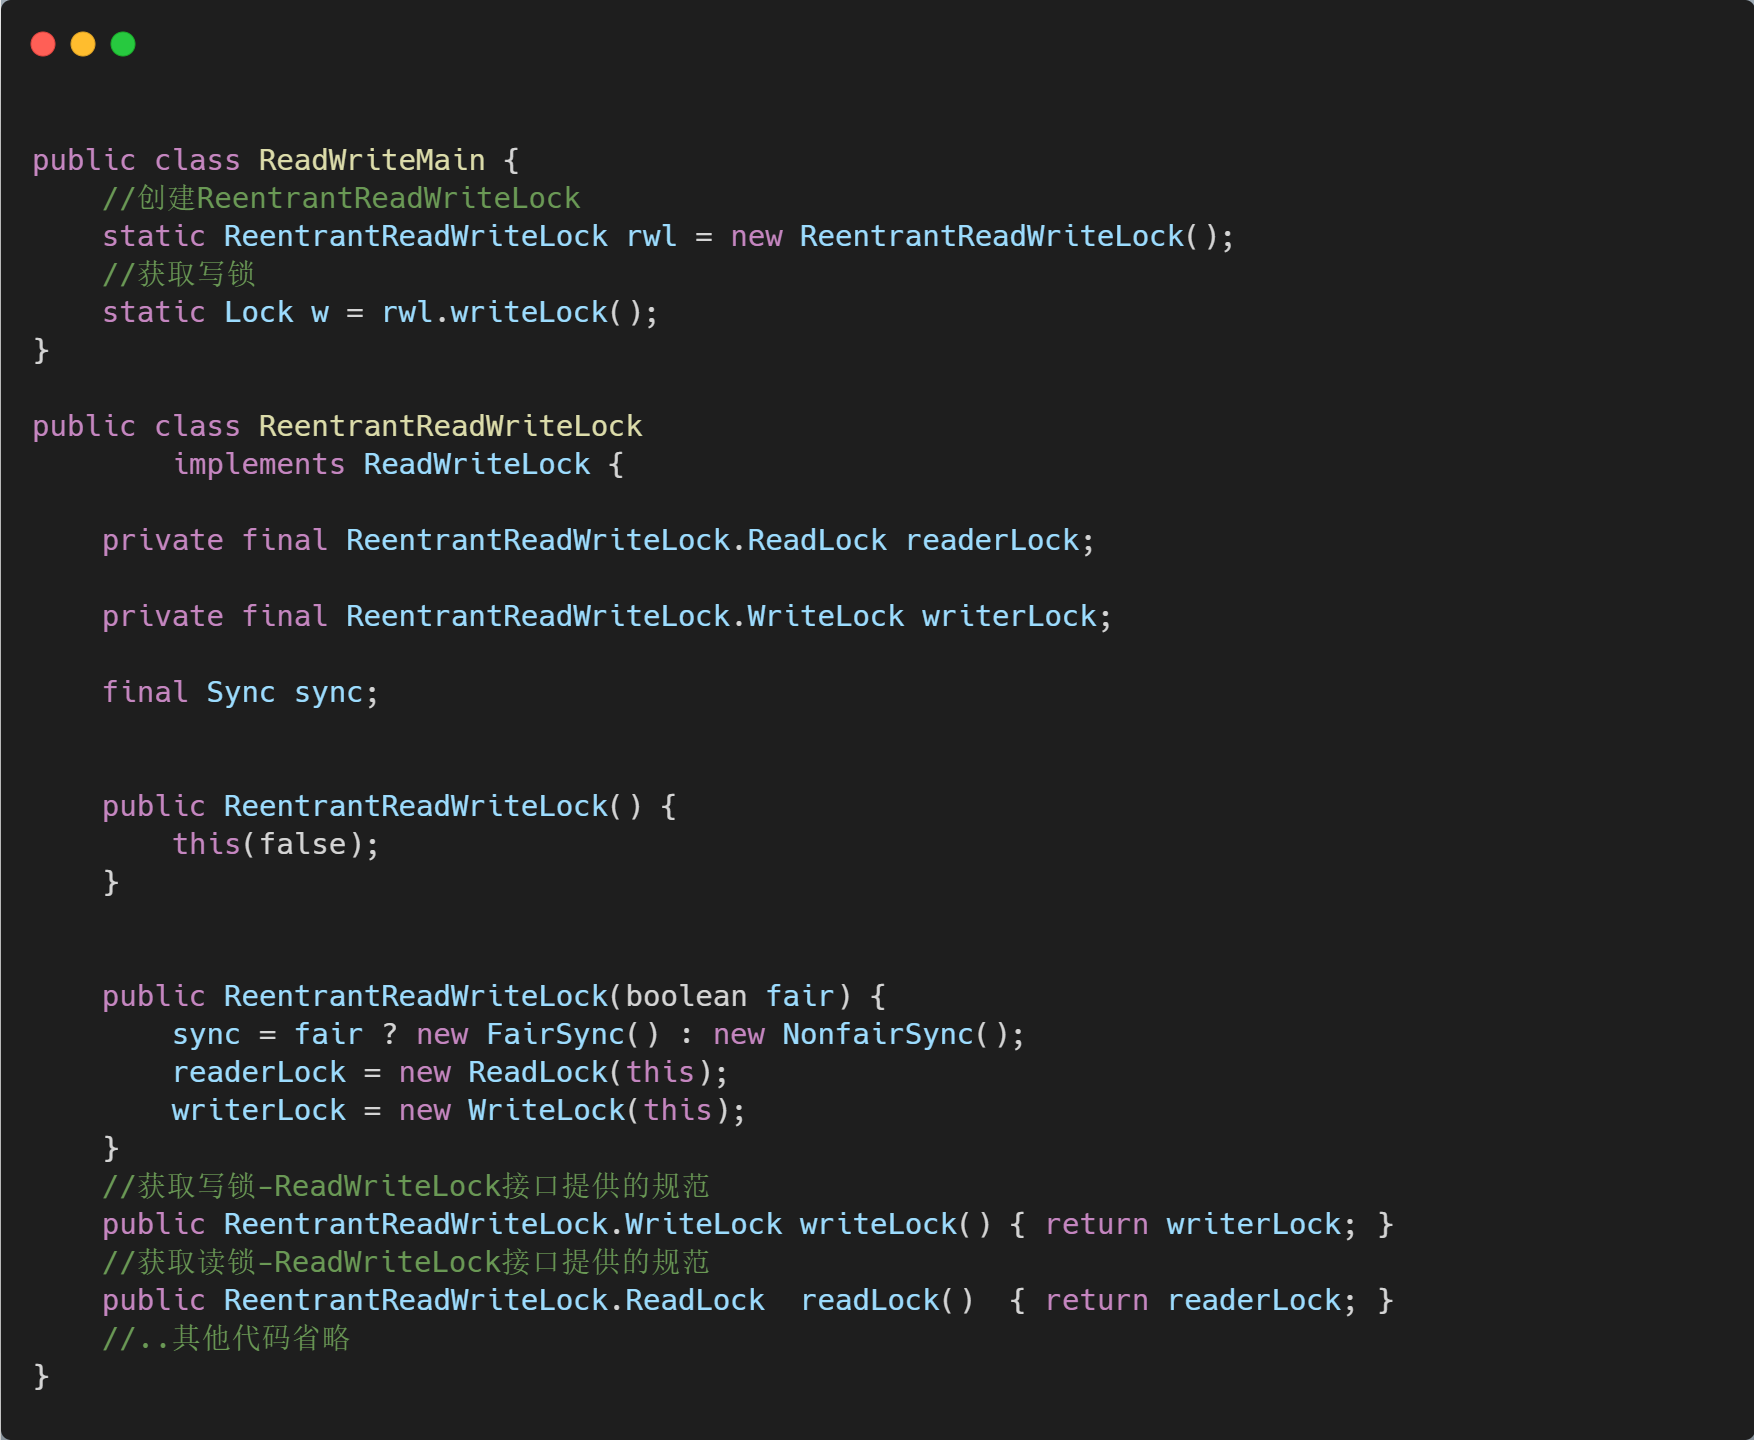 public class ReadWriteMain {
    //创建ReentrantReadWriteLock
    static ReentrantReadWriteLock rwl = new ReentrantReadWriteLock();
    //获取写锁
    static Lock w = rwl.writeLock();
}
public class ReentrantReadWriteLock
        implements ReadWriteLock {
    private final ReentrantReadWriteLock.ReadLock readerLock;
    private final ReentrantReadWriteLock.WriteLock writerLock;
    final Sync sync;
    public ReentrantReadWriteLock() {
        this(false);
    }
    public ReentrantReadWriteLock(boolean fair) {
        sync = fair ? new FairSync() : new NonfairSync();
        readerLock = new ReadLock(this);
        writerLock = new WriteLock(this);
    }
    //获取写锁-ReadWriteLock接口提供的规范
    public ReentrantReadWriteLock.WriteLock writeLock() { return writerLock; }
    //获取读锁-ReadWriteLock接口提供的规范
    public ReentrantReadWriteLock.ReadLock  readLock()  { return readerLock; }
    //..其他代码省略
}